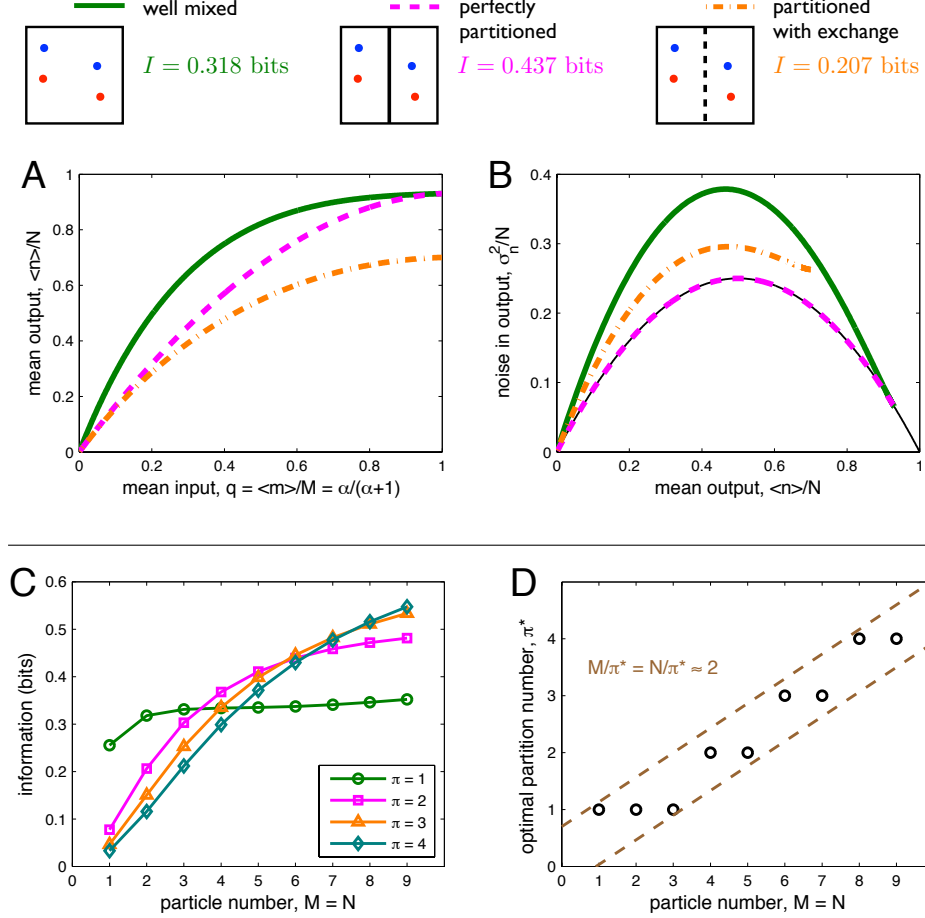 well mixed
perfectly
partitioned
partitioned
with exchange
I = 0.318 bits
I = 0.437 bits
I = 0.207 bits
A
1
0.8
0.6
0.4
0.2
0
0
0.2
0.4
0.6
0.8
1
mean output, <n>/N
mean input, q = <m>/M = α/(α+1)
B
0.4
0.3
0.2
0.1
0
0
0.2
0.4
0.6
0.8
1
noise in output, σ²ₙ/N
mean output, <n>/N
C
0.6
0.5
0.4
0.3
0.2
0.1
0
0
1
2
3
4
5
6
7
8
9
information (bits)
particle number, M = N
π = 1
π = 2
π = 3
π = 4
D
4
3
2
1
0
0
1
2
3
4
5
6
7
8
9
optimal partition number, π*
M/π* = N/π* ≈ 2
particle number, M = N